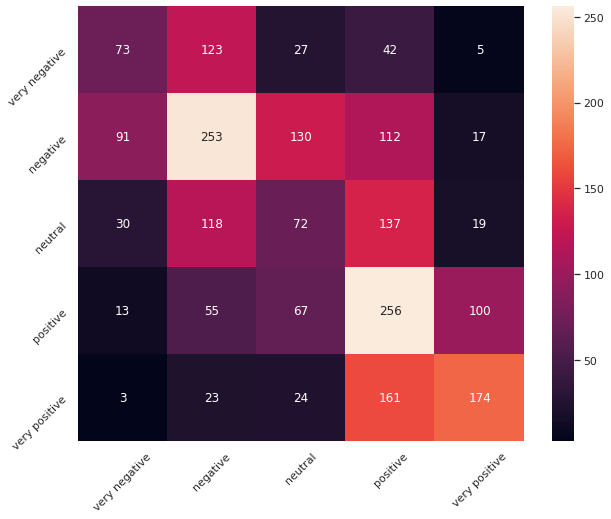 very negative 73 123 27 42 5
negative 91 253 130 112 17
neutral 30 118 72 137 19
positive 13 55 67 256 100
very positive 3 23 24 161 174
very negative negative neutral positive very positive
250
200
150
100
50